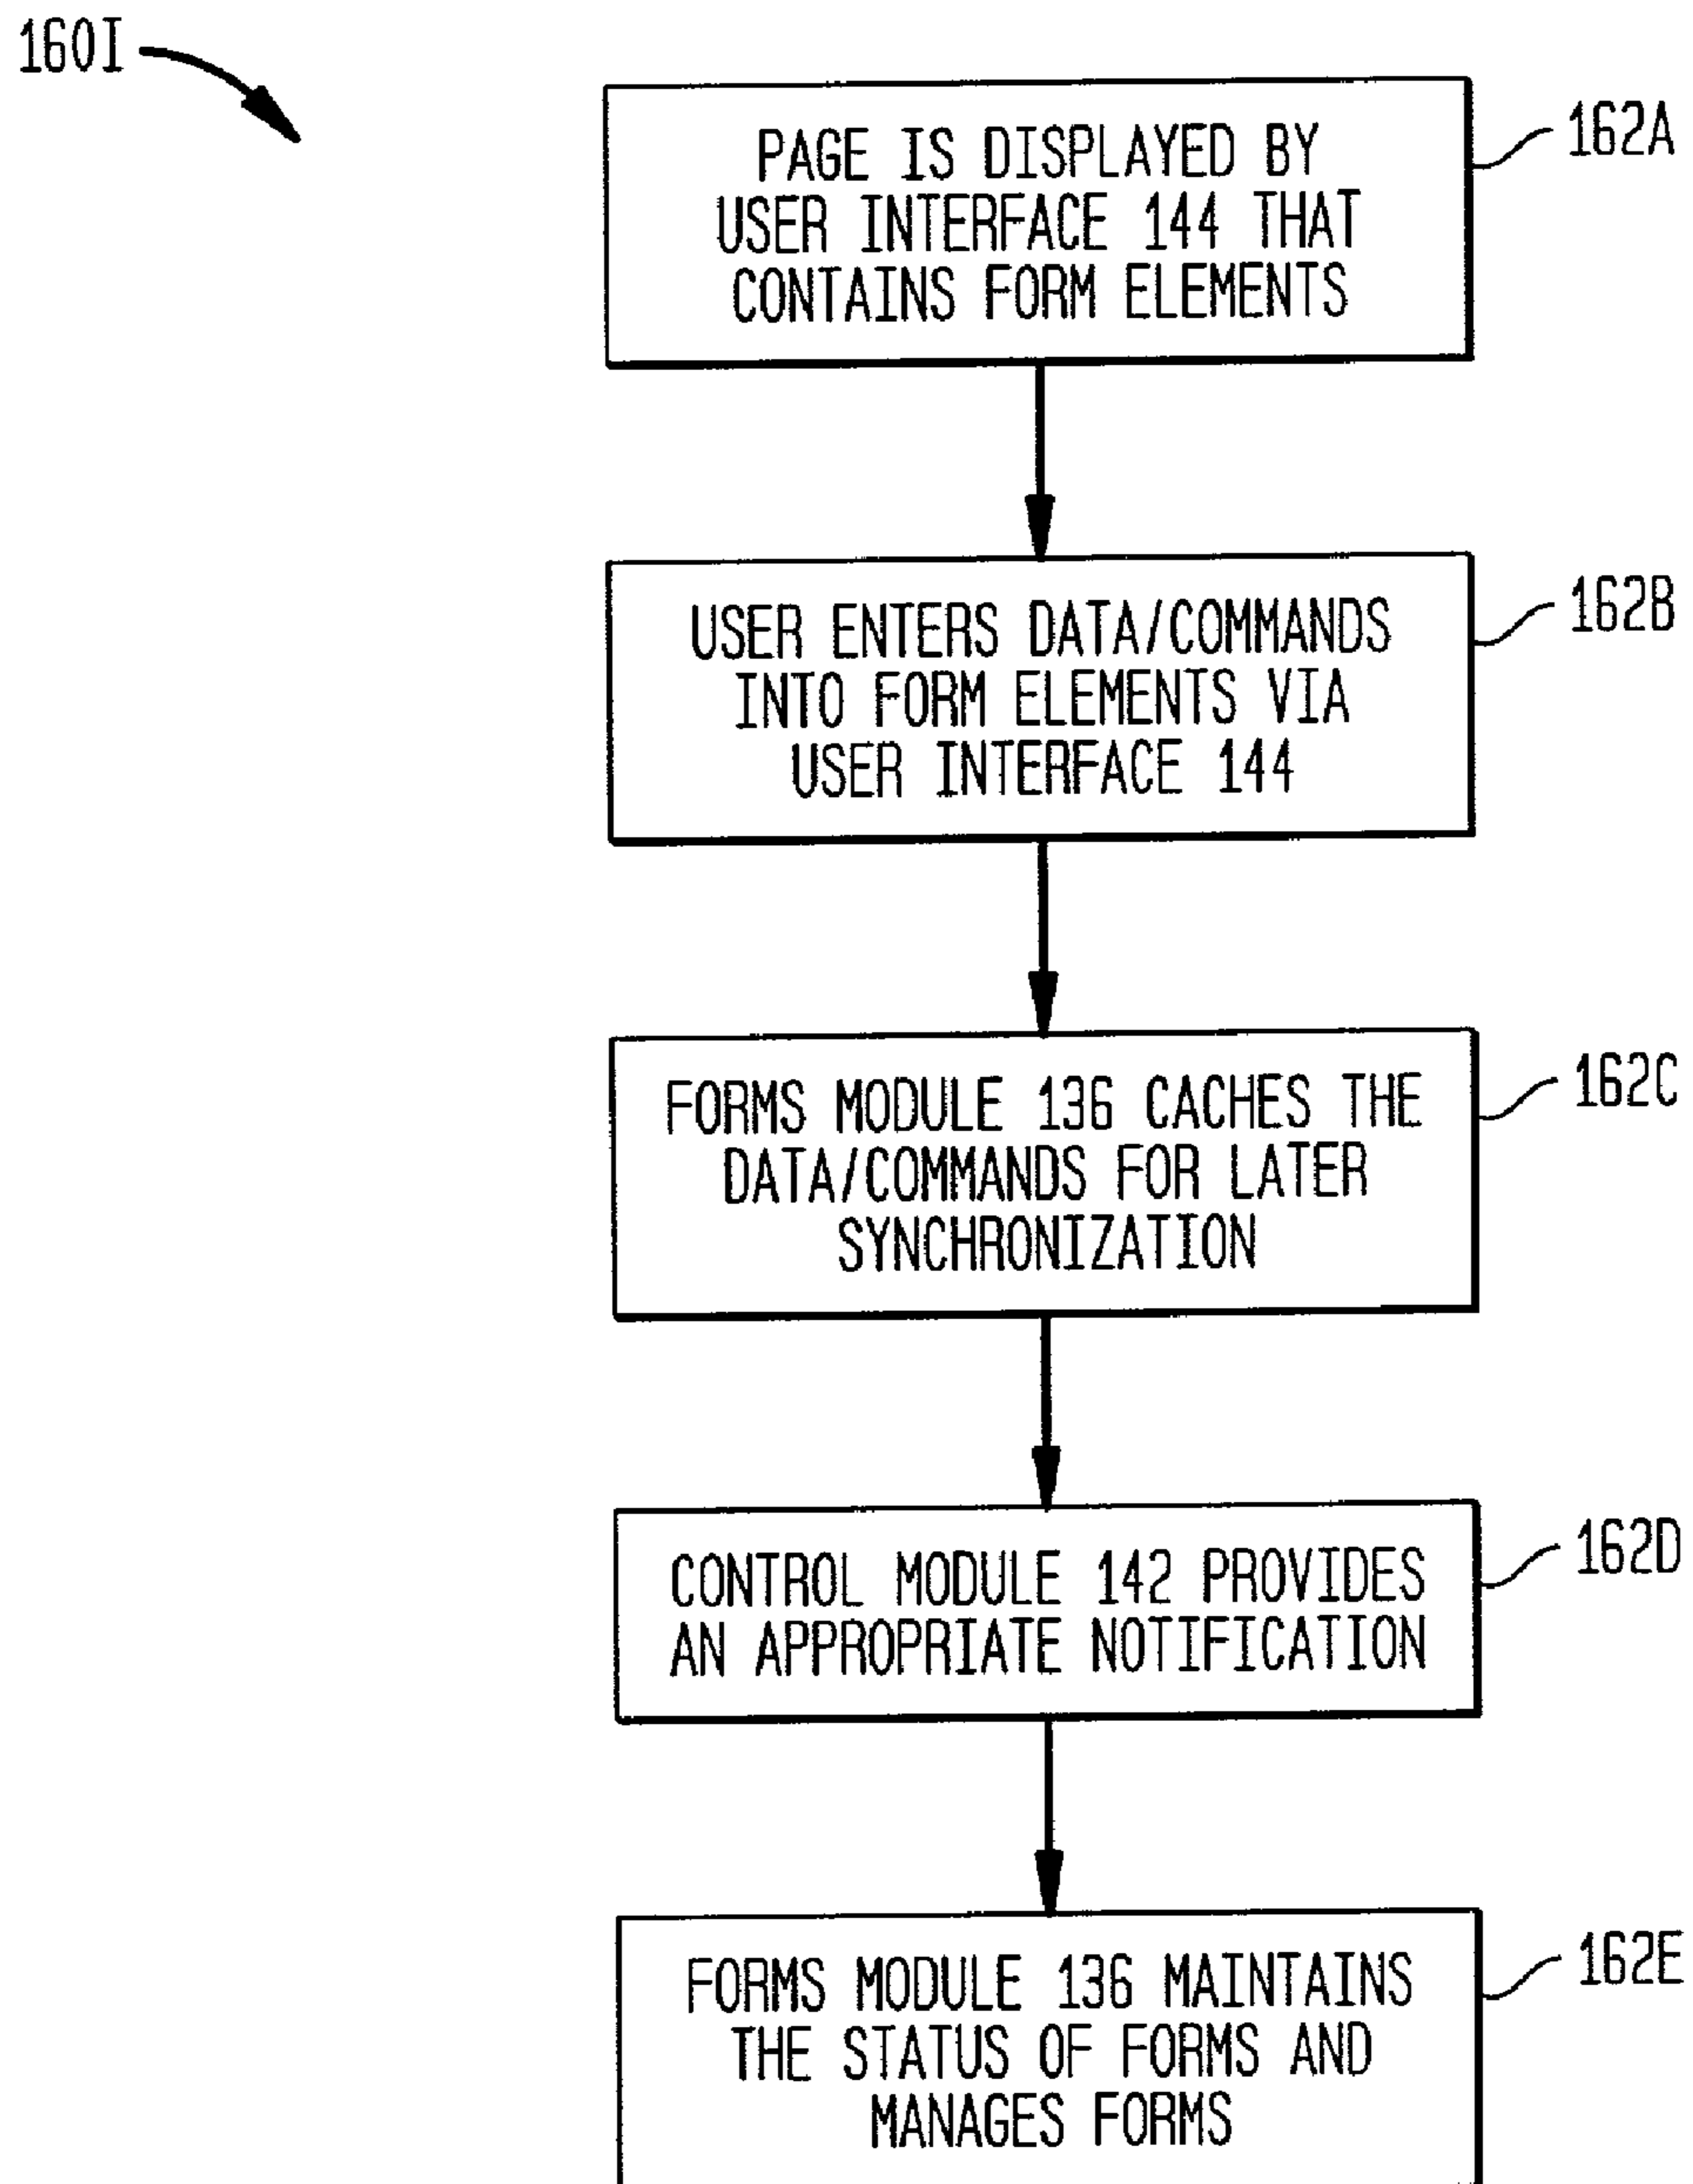 160I
PAGE IS DISPLAYED BY
USER INTERFACE 144 THAT
CONTAINS FORM ELEMENTS
162A
USER ENTERS DATA/COMMANDS
INTO FORM ELEMENTS VIA
USER INTERFACE 144
162B
FORMS MODULE 136 CACHES THE
DATA/COMMANDS FOR LATER
SYNCHRONIZATION
162C
CONTROL MODULE 142 PROVIDES
AN APPROPRIATE NOTIFICATION
162D
FORMS MODULE 136 MAINTAINS
THE STATUS OF FORMS AND
MANAGES FORMS
162E